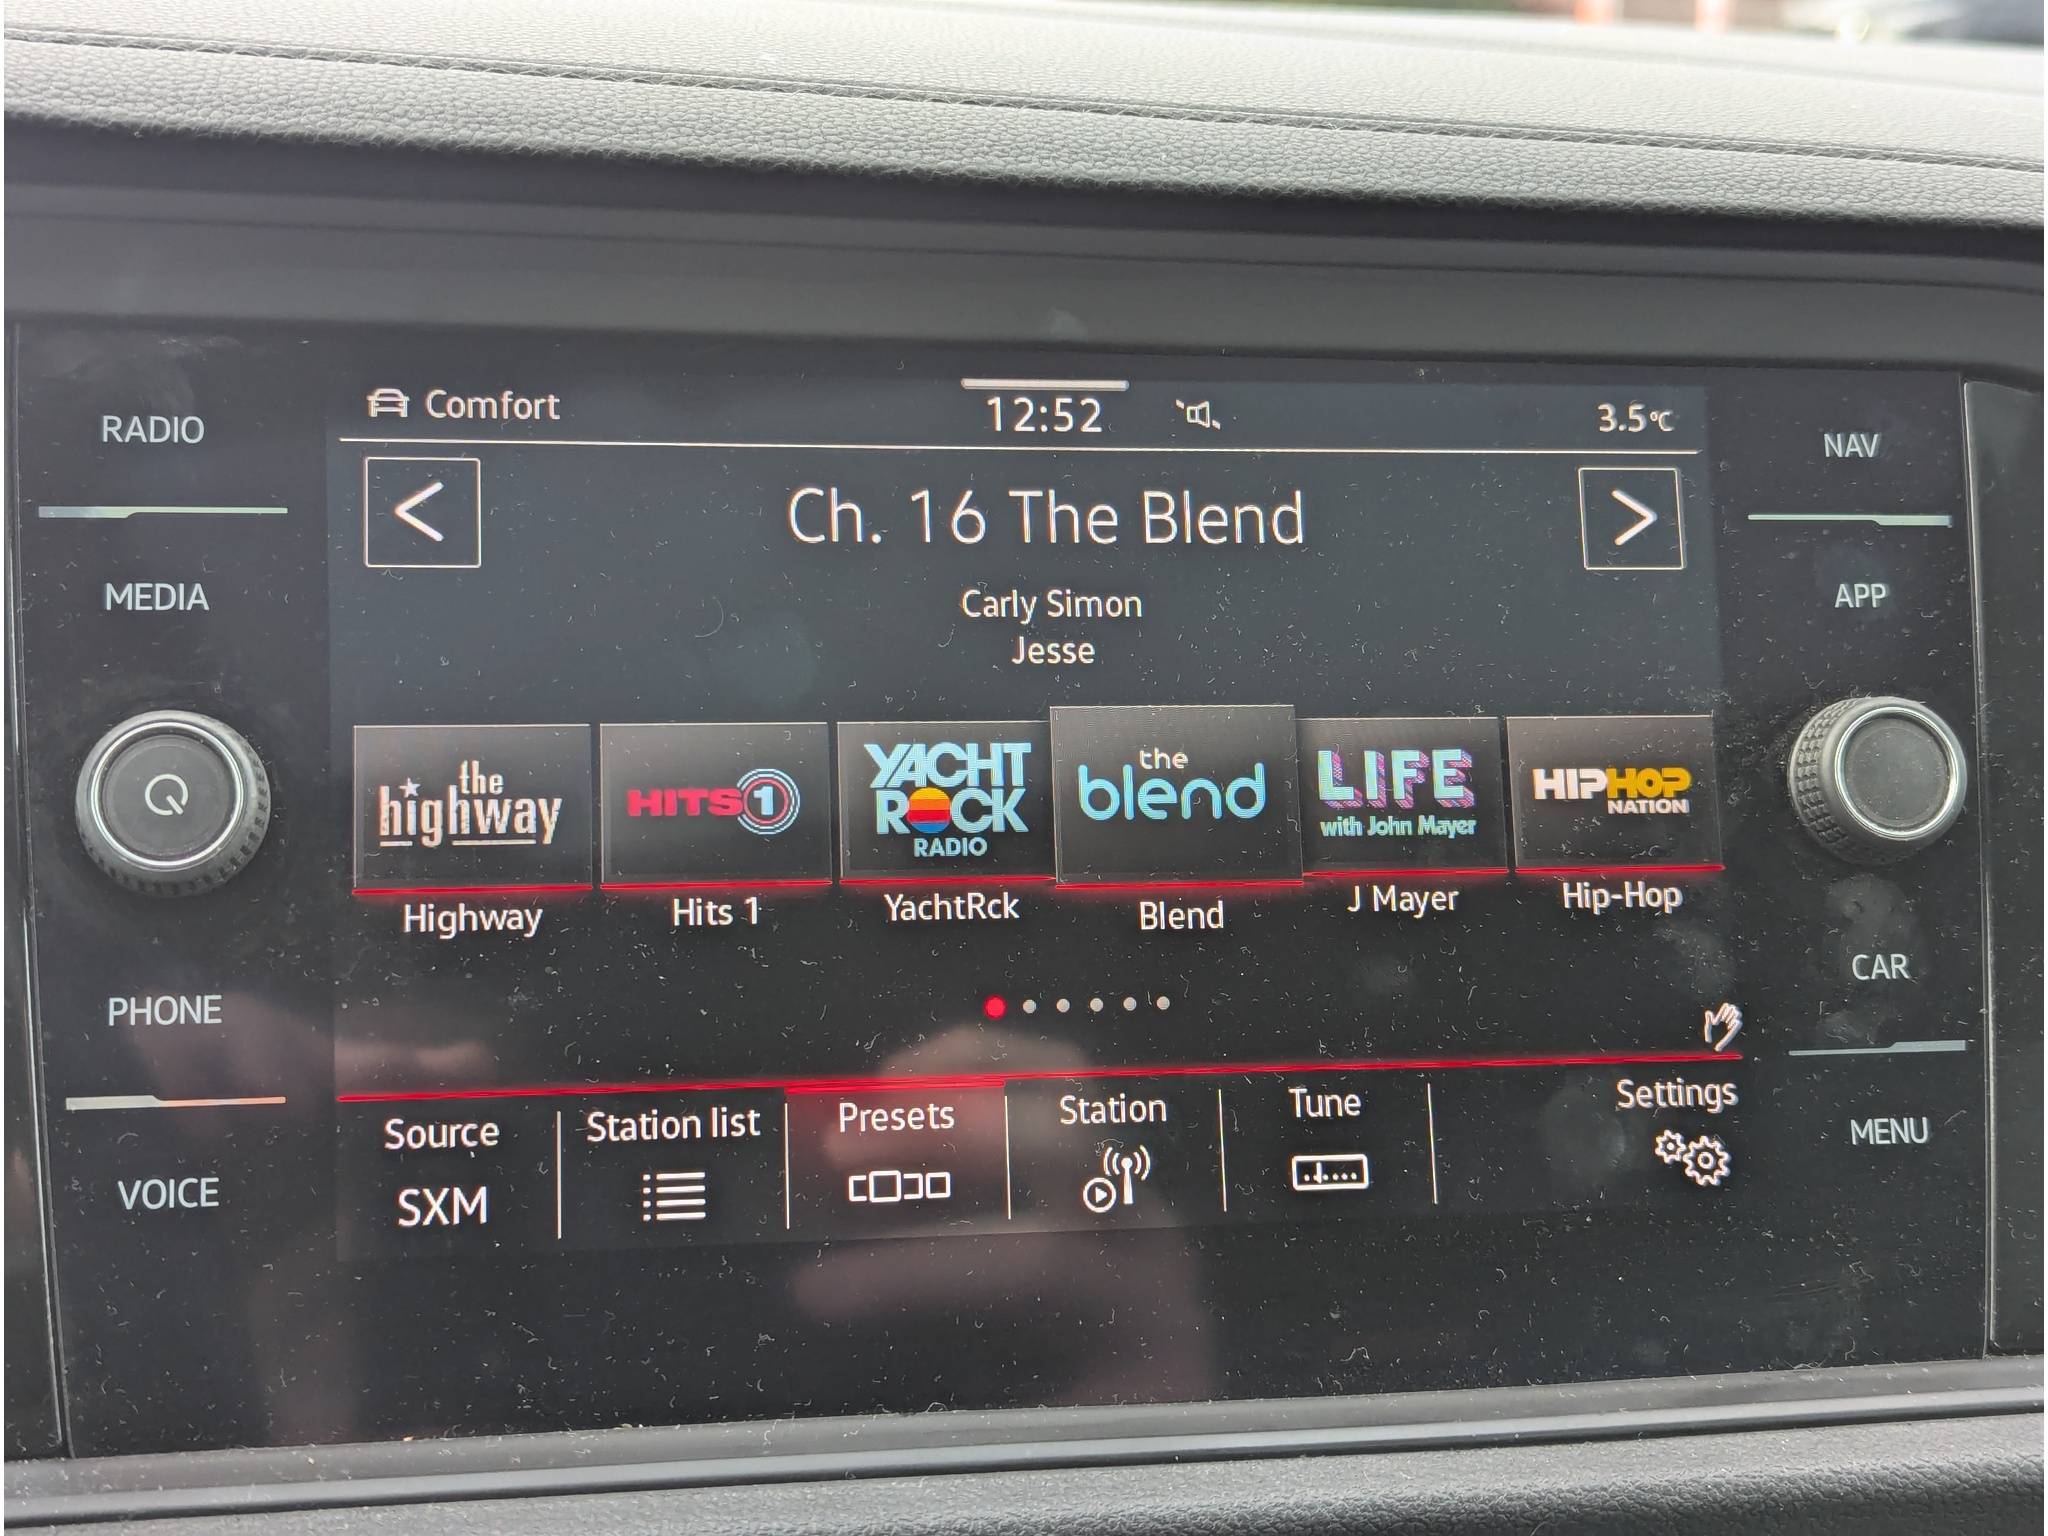 RADIO
MEDIA
PHONE
VOICE
Comfort
12:52
3.5°C
<
Ch. 16 The Blend
>
Carly Simon
Jesse
the highway
HITS 1
YACHT ROCK RADIO
the blend
LIFE with John Mayer
HIPHOP NATION
Highway
Hits 1
YachtRck
Blend
J Mayer
Hip-Hop
Source
SXM
Station list
Presets
Station
Tune
Settings
NAV
APP
CAR
MENU